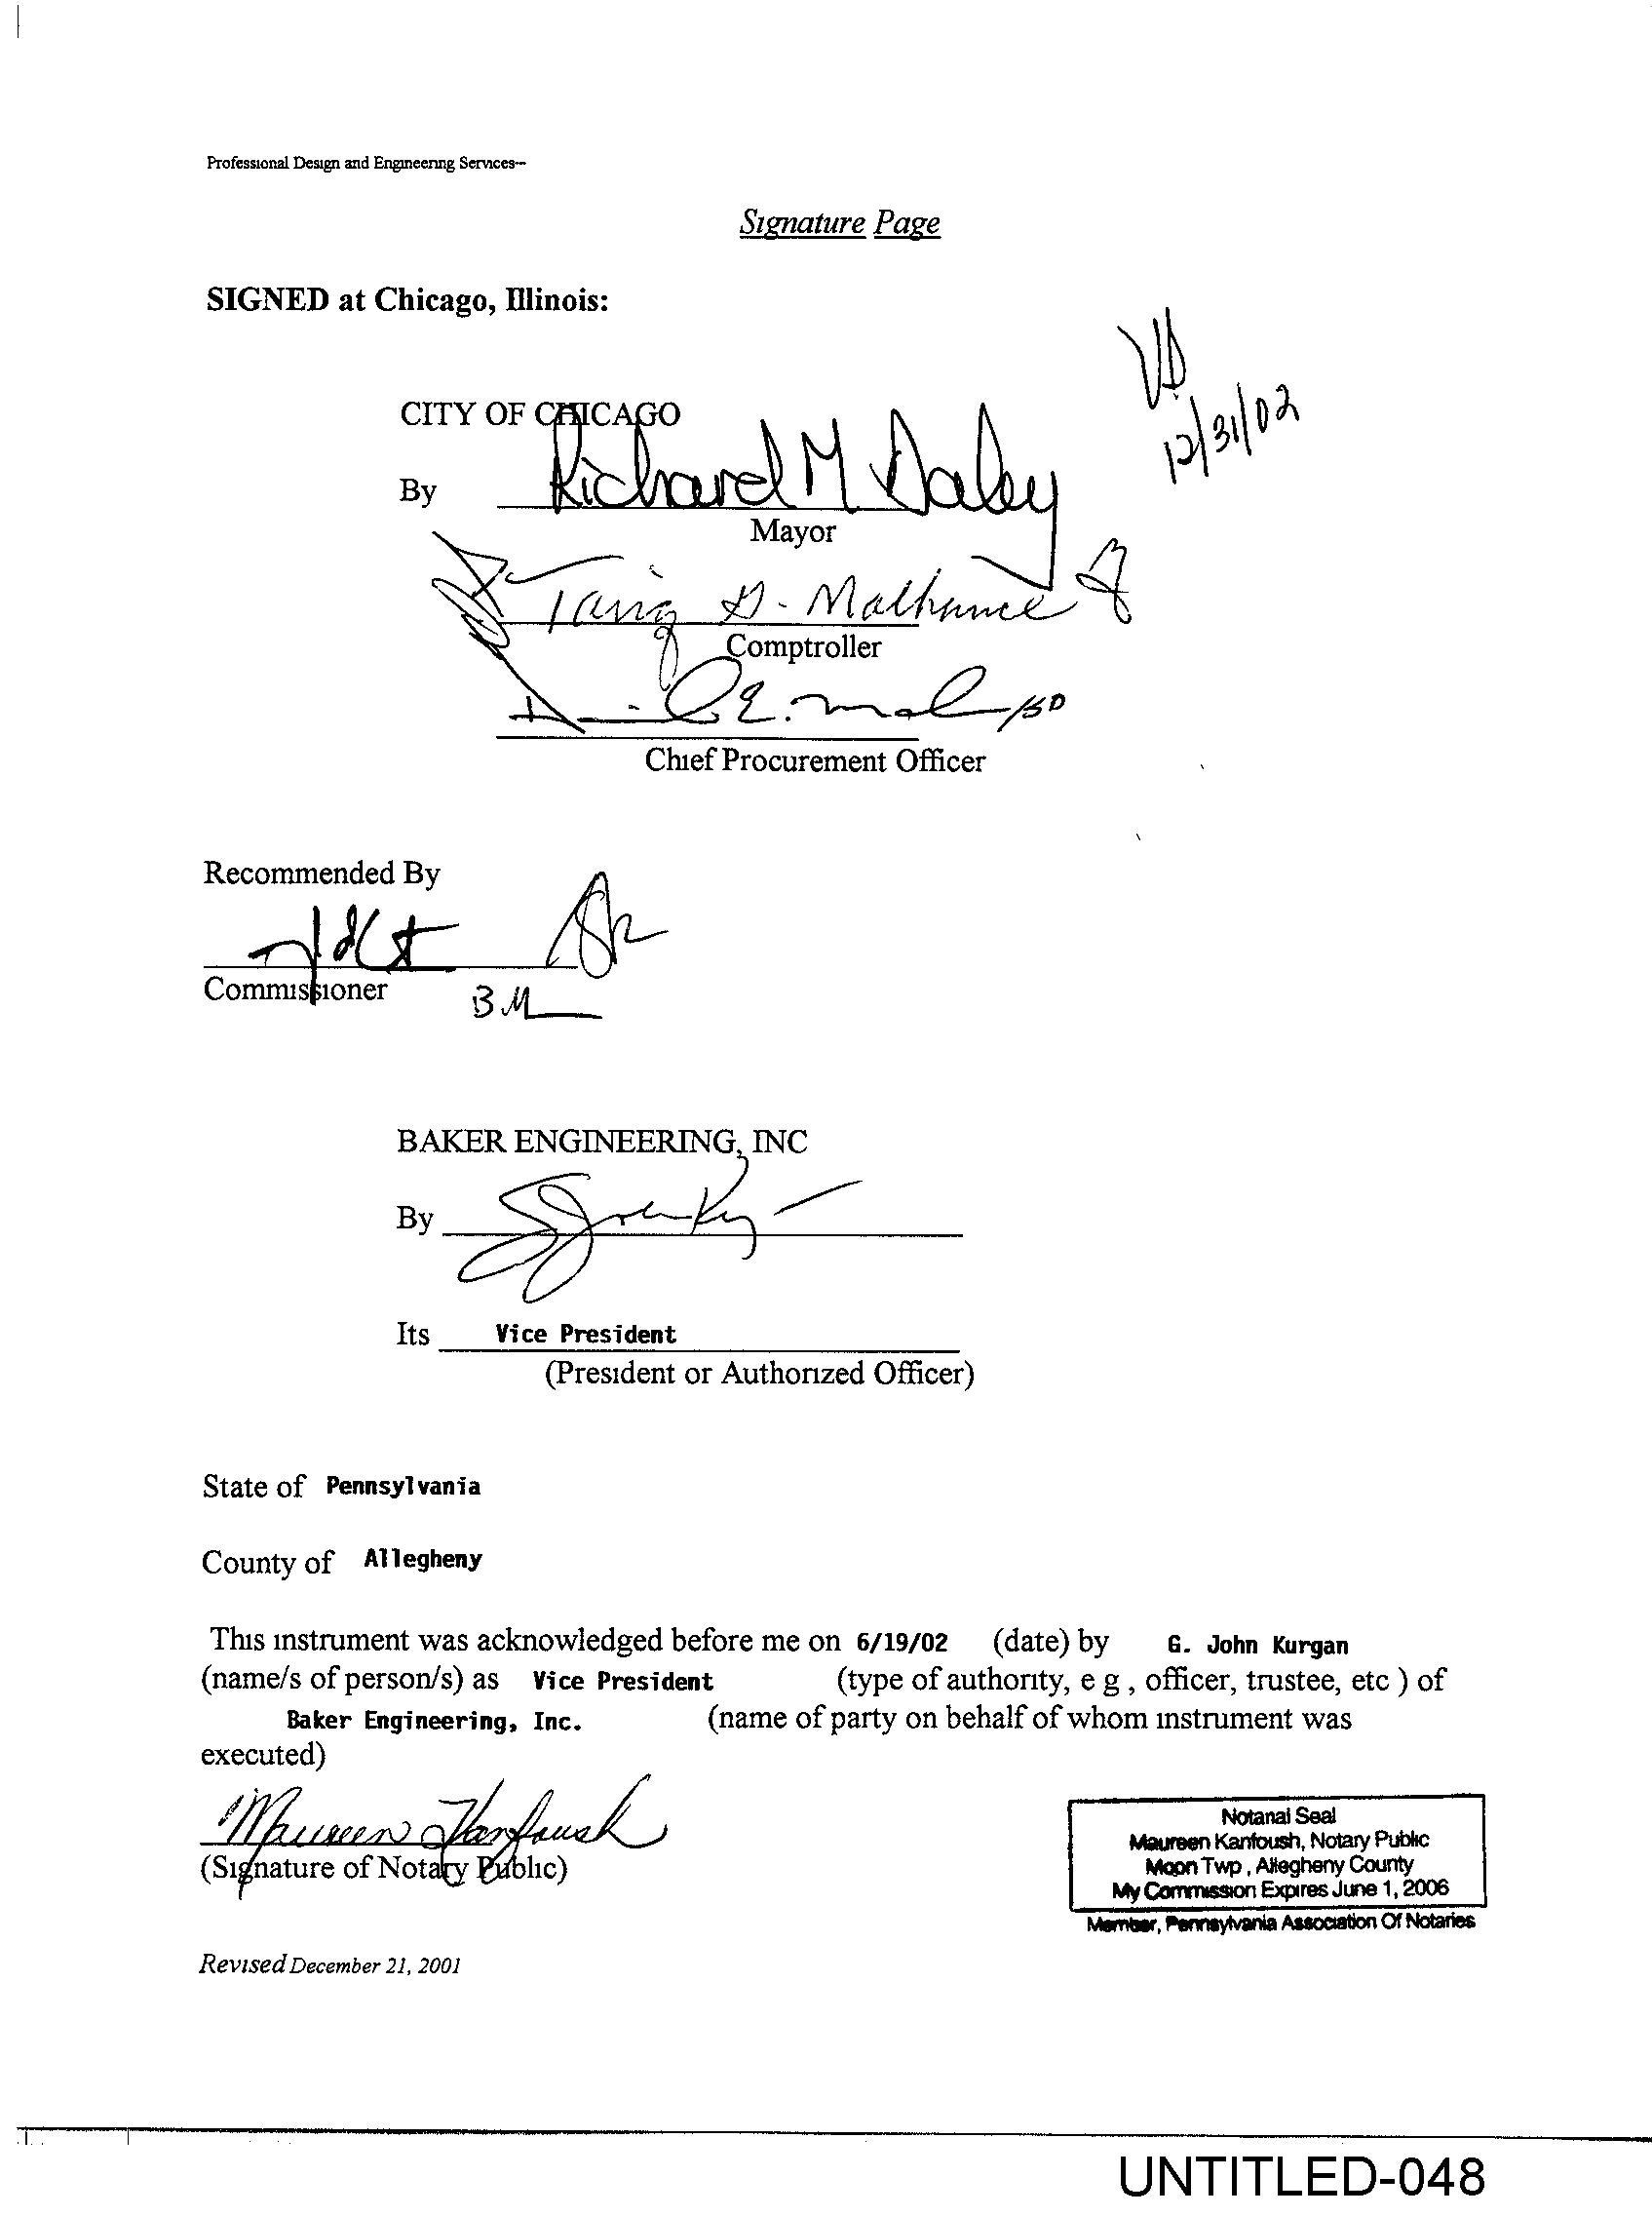 Professional Design and Engineering Services--
Signature Page
SIGNED at Chicago, Illinois:
VS
12/31/02
CITY OF CHICAGO
By Richard M Daley
Mayor
Tariq G. Malhance
Comptroller
E.
Chief Procurement Officer
Recommended By
Commissioner
BM
BAKER ENGINEERING, INC
By
Its Vice President
(President or Authorized Officer)
State of Pennsylvania
County of Allegheny
This instrument was acknowledged before me on 6/19/02 (date) by G. John Kurgan
(name/s of person/s) as Vice President (type of authority, e g , officer, trustee, etc ) of
Baker Engineering, Inc. (name of party on behalf of whom instrument was
executed)
Maureen Kanfoush
(Signature of Notary Public)
Notarial Seal
Maureen Kanfoush, Notary Public
Moon Twp , Allegheny County
My Commission Expires June 1, 2006
Member, Pennsylvania Association Of Notaries
Revised December 21, 2001
UNTITLED-048